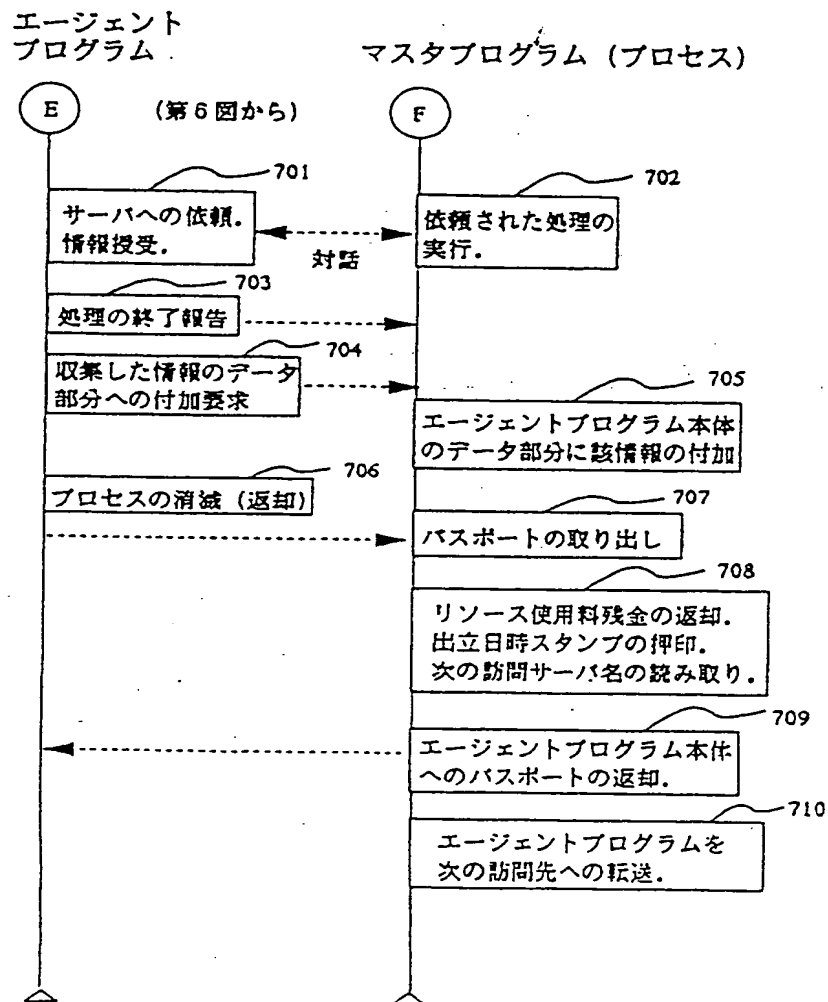 エージェント
プログラム
マスタプログラム (プロセス)
E
(第6図から)
F
701
702
サーバへの依頼.
情報授受.
対話
依頼された処理の
実行.
703
処理の終了報告
704
収集した情報のデータ
部分への付加要求
705
エージェントプログラム本体
のデータ部分に該情報の付加
706
プロセスの消滅 (返却)
707
パスポートの取り出し
708
リソース使用料残金の返却.
出立日時スタンプの押印.
次の訪問サーバ名の読み取り.
709
エージェントプログラム本体
へのパスポートの返却.
710
エージェントプログラムを
次の訪問先への転送.